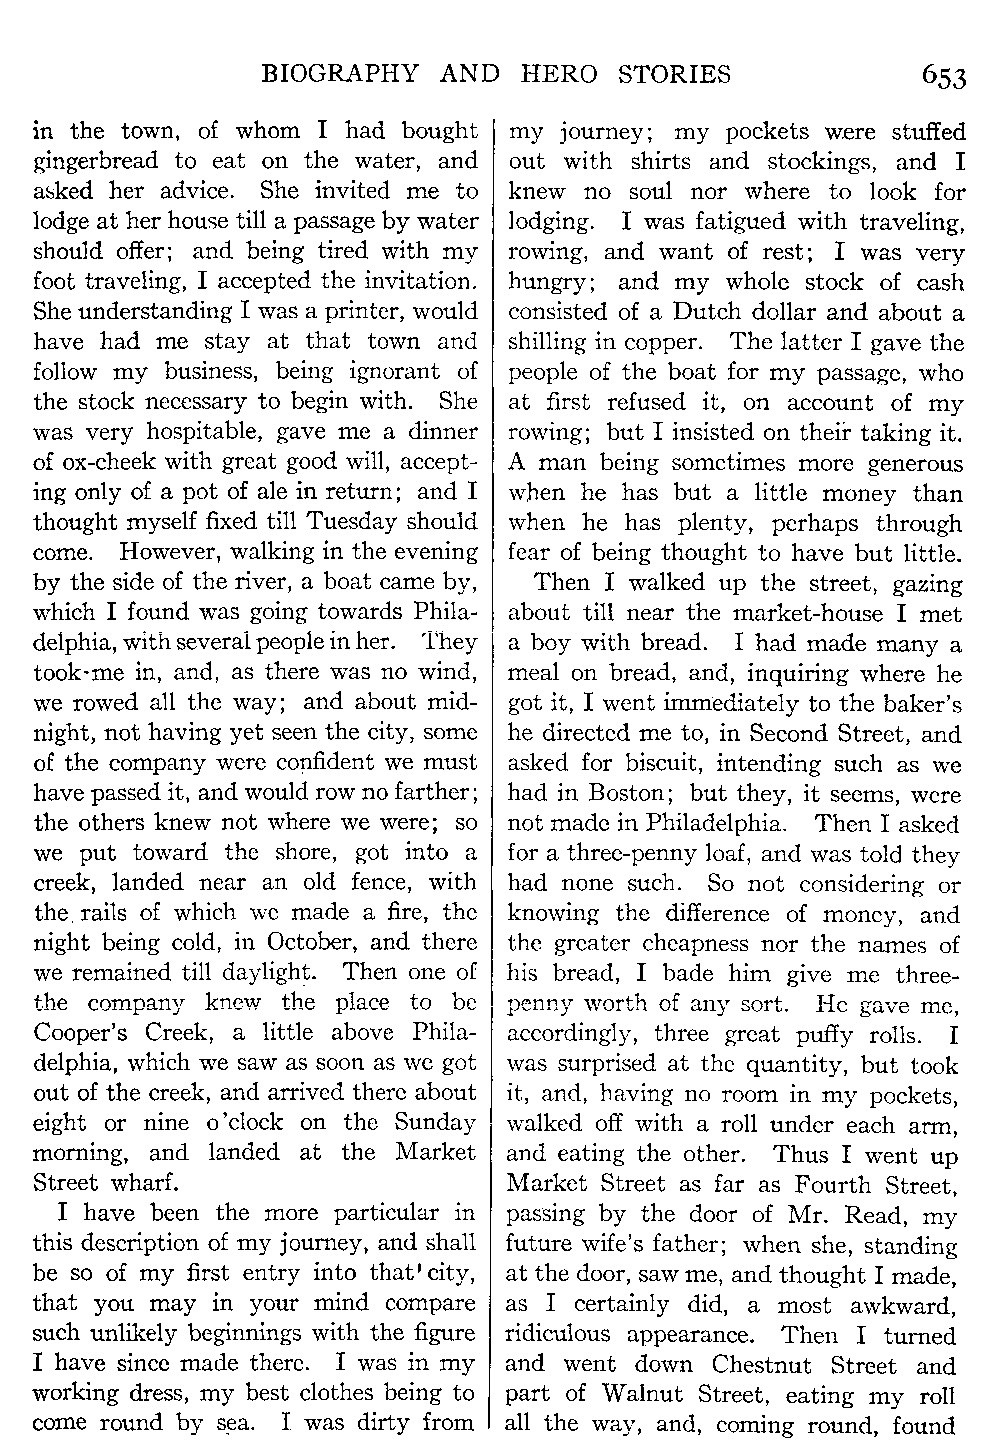 BIOGRAPHY AND HERO STORIES 653
in the town, of whom I had bought
gingerbread to eat on the water, and
asked her advice. She invited me to
lodge at her house till a passage by water
should offer; and being tired with my
foot traveling, I accepted the invitation.
She understanding I was a printer, would
have had me stay at that town and
follow my business, being ignorant of
the stock necessary to begin with. She
was very hospitable, gave me a dinner
of ox-cheek with great good will, accept-
ing only of a pot of ale in return; and I
thought myself fixed till Tuesday should
come. However, walking in the evening
by the side of the river, a boat came by,
which I found was going towards Phila-
delphia, with several people in her. They
took me in, and, as there was no wind,
we rowed all the way; and about mid-
night, not having yet seen the city, some
of the company were confident we must
have passed it, and would row no farther;
the others knew not where we were; so
we put toward the shore, got into a
creek, landed near an old fence, with
the rails of which we made a fire, the
night being cold, in October, and there
we remained till daylight. Then one of
the company knew the place to be
Cooper's Creek, a little above Phila-
delphia, which we saw as soon as we got
out of the creek, and arrived there about
eight or nine o'clock on the Sunday
morning, and landed at the Market
Street wharf.
I have been the more particular in
this description of my journey, and shall
be so of my first entry into that city,
that you may in your mind compare
such unlikely beginnings with the figure
I have since made there. I was in my
working dress, my best clothes being to
come round by sea. I was dirty from
my journey; my pockets were stuffed
out with shirts and stockings, and I
knew no soul nor where to look for
lodging. I was fatigued with traveling,
rowing, and want of rest; I was very
hungry; and my whole stock of cash
consisted of a Dutch dollar and about a
shilling in copper. The latter I gave the
people of the boat for my passage, who
at first refused it, on account of my
rowing; but I insisted on their taking it.
A man being sometimes more generous
when he has but a little money than
when he has plenty, perhaps through
fear of being thought to have but little.
Then I walked up the street, gazing
about till near the market-house I met
a boy with bread. I had made many a
meal on bread, and, inquiring where he
got it, I went immediately to the baker's
he directed me to, in Second Street, and
asked for biscuit, intending such as we
had in Boston; but they, it seems, were
not made in Philadelphia. Then I asked
for a three-penny loaf, and was told they
had none such. So not considering or
knowing the difference of money, and
the greater cheapness nor the names of
his bread, I bade him give me three-
penny worth of any sort. He gave me,
accordingly, three great puffy rolls. I
was surprised at the quantity, but took
it, and, having no room in my pockets,
walked off with a roll under each arm,
and eating the other. Thus I went up
Market Street as far as Fourth Street,
passing by the door of Mr. Read, my
future wife's father; when she, standing
at the door, saw me, and thought I made,
as I certainly did, a most awkward,
ridiculous appearance. Then I turned
and went down Chestnut Street and
part of Walnut Street, eating my roll
all the way, and, coming round, found